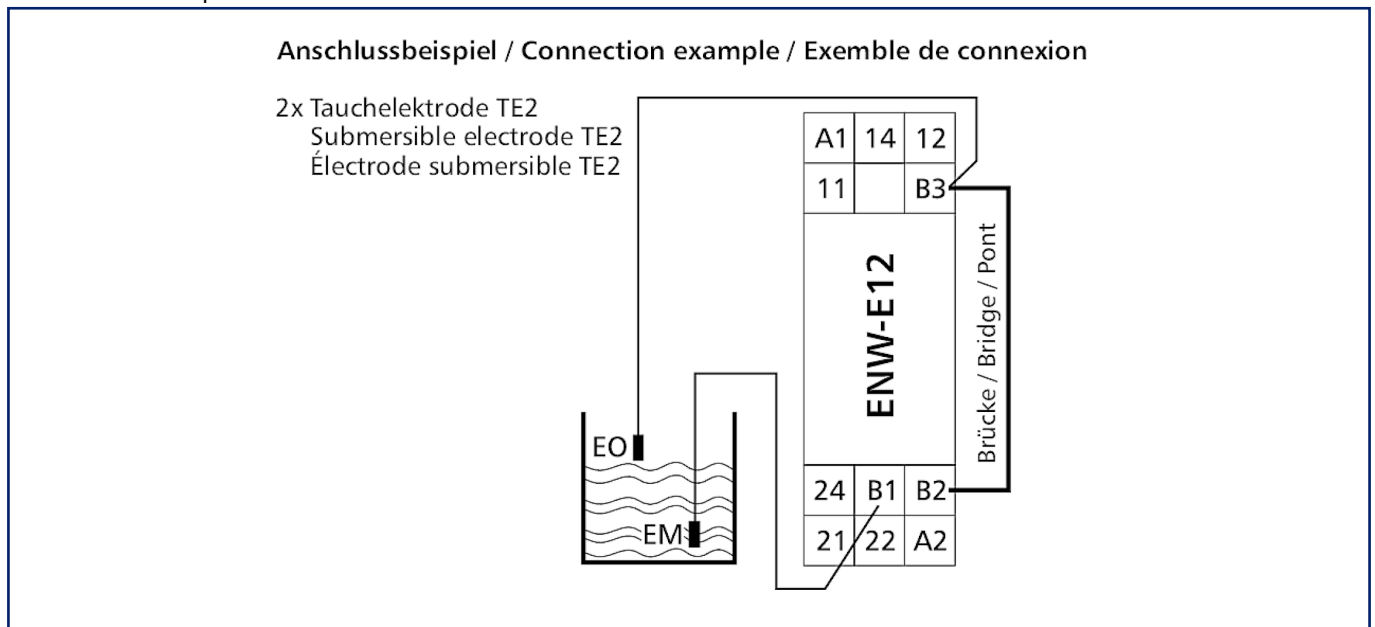 Anschlussbeispiel / Connection example / Exemble de connexion
2x Tauchelektrode TE2
Submersible electrode TE2
Électrode submersible TE2
A1 14 12
11 B3
ENW-E12
Brücke / Bridge / Pont
EO
EM
24 B1 B2
21 22 A2